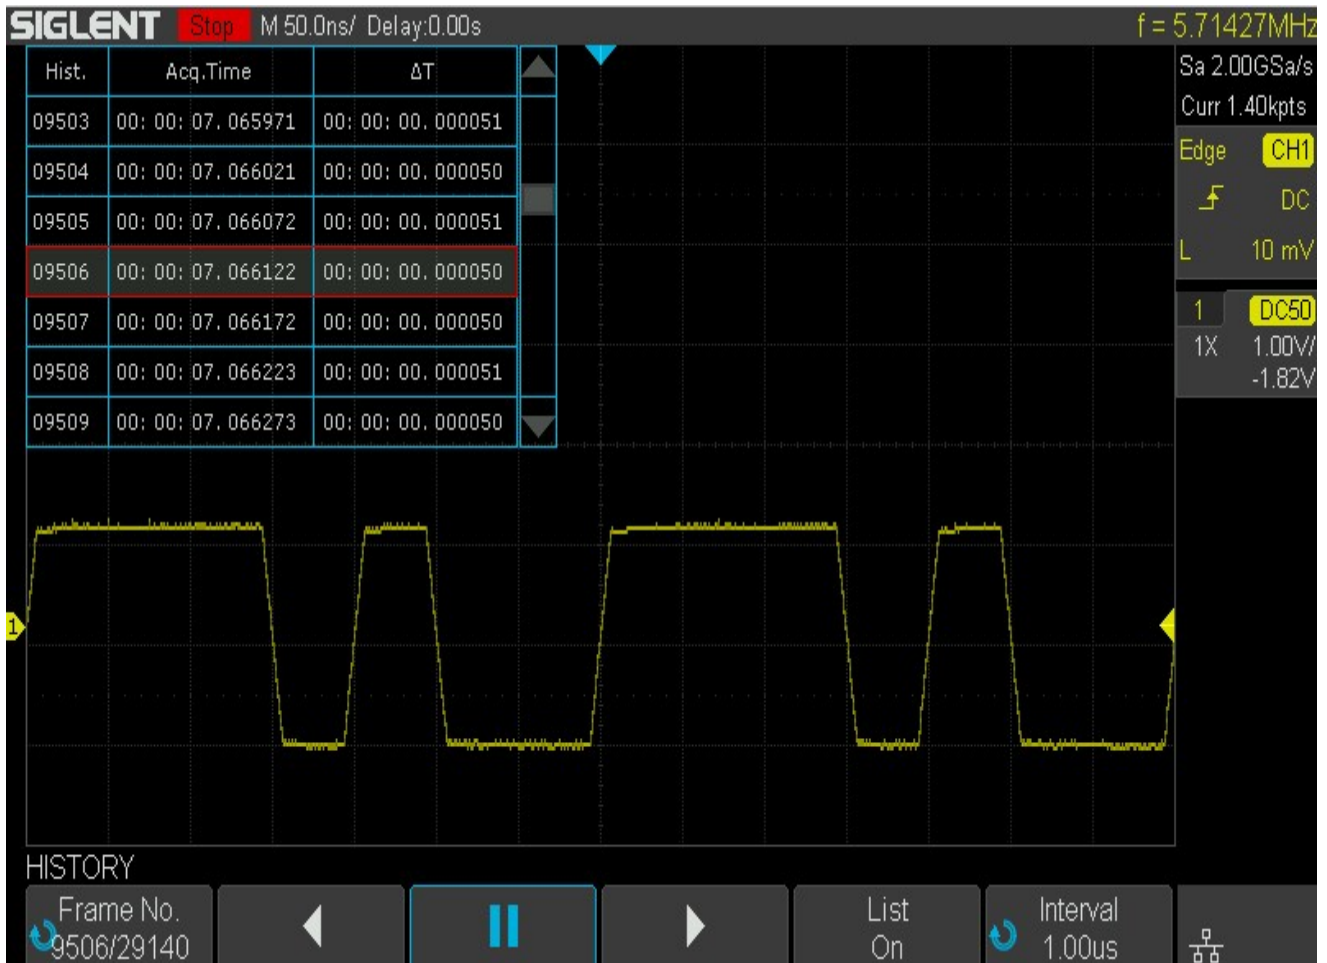 SIGLENT Stop M 50.0ns/ Delay:0.00s f = 5.71427MHz
Sa 2.00GSa/s
Curr 1.40kpts
Edge CH1
DC
L 10 mV
1 DC50
1X 1.00V/
-1.82V
Hist. Acq.Time ΔT
09503 00: 00: 07. 065971 00: 00: 00. 000051
09504 00: 00: 07. 066021 00: 00: 00. 000050
09505 00: 00: 07. 066072 00: 00: 00. 000051
09506 00: 00: 07. 066122 00: 00: 00. 000050
09507 00: 00: 07. 066172 00: 00: 00. 000050
09508 00: 00: 07. 066223 00: 00: 00. 000051
09509 00: 00: 07. 066273 00: 00: 00. 000050
1
HISTORY
Frame No.
9506/29140
List
On
Interval
1.00us